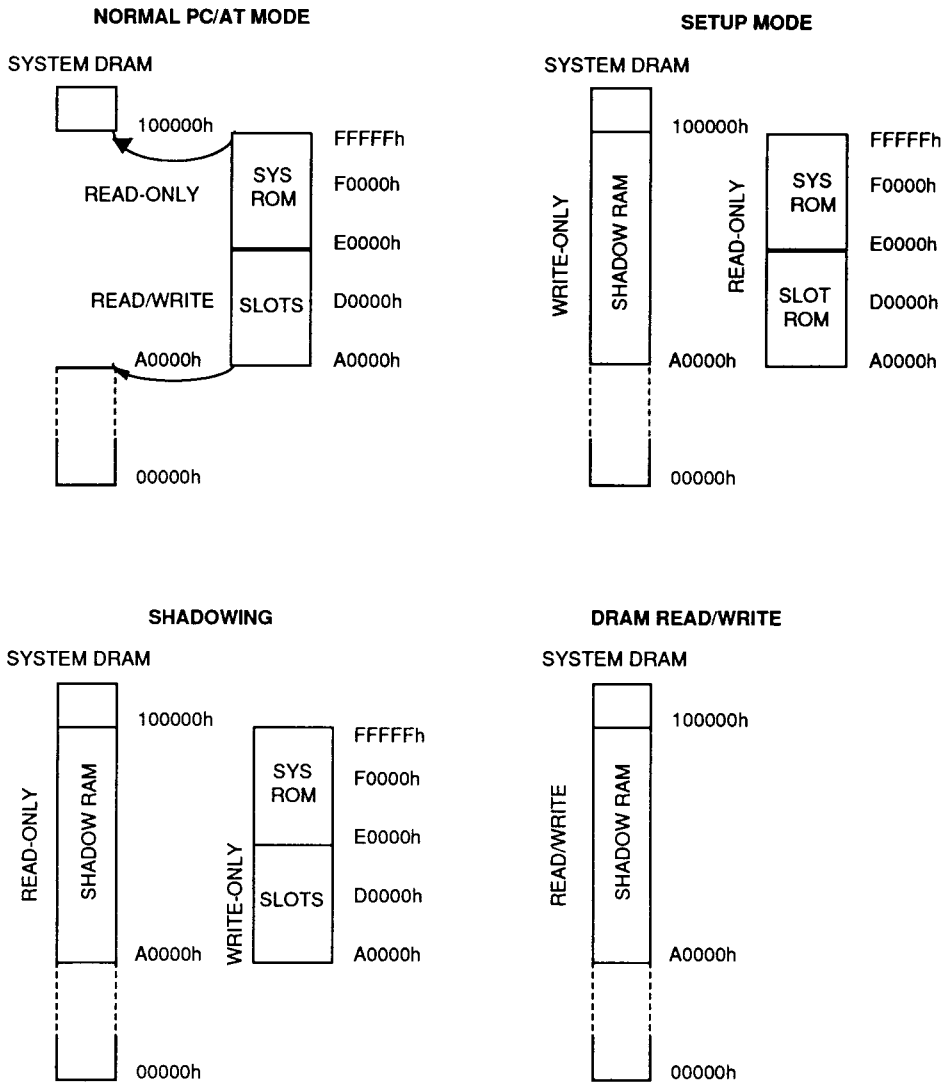 NORMAL PC/AT MODE
SYSTEM DRAM
100000h
FFFFFh
SYS
ROM
F0000h
READ-ONLY
E0000h
READ/WRITE
SLOTS
D0000h
A0000h
A0000h
00000h
SETUP MODE
SYSTEM DRAM
100000h
FFFFFh
WRITE-ONLY
SHADOW RAM
READ-ONLY
SYS
ROM
F0000h
E0000h
SLOT
ROM
D0000h
A0000h
A0000h
00000h
SHADOWING
SYSTEM DRAM
100000h
FFFFFh
READ-ONLY
SHADOW RAM
SYS
ROM
F0000h
E0000h
WRITE-ONLY
SLOTS
D0000h
A0000h
A0000h
00000h
DRAM READ/WRITE
SYSTEM DRAM
100000h
READ/WRITE
SHADOW RAM
A0000h
00000h